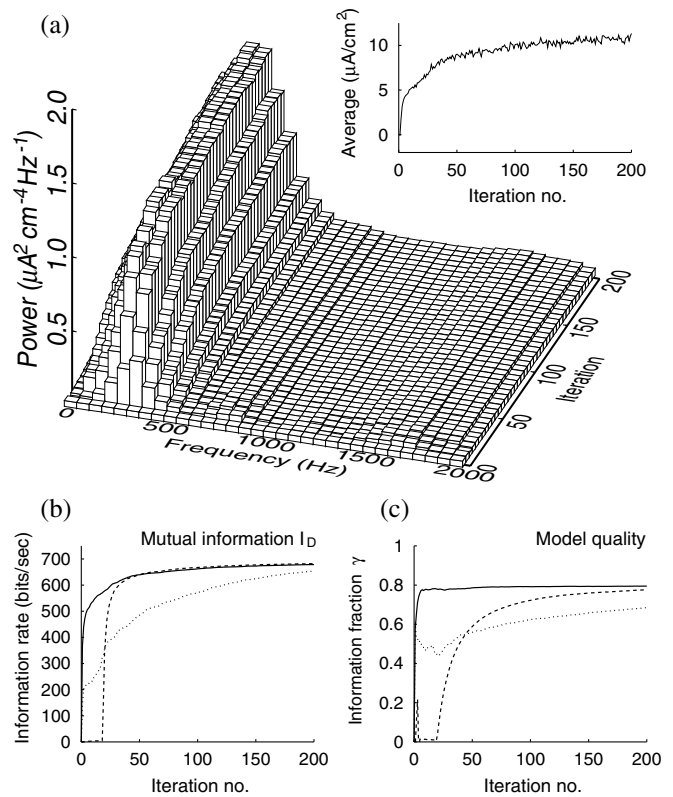 (a)
Power (μA² cm⁻⁴ Hz⁻¹)
2.0
1.5
1.0
0.5
0
500
1000
1500
2000
Frequency (Hz)
0
50
100
150
200
Iteration
Average (μA/cm²)
10
5
0
0 50 100 150 200
Iteration no.
(b)
Mutual information I_D
Information rate (bits/sec)
700
600
500
400
300
200
100
0
0 50 100 150 200
Iteration no.
(c)
Model quality
Information fraction γ
1
0.8
0.6
0.4
0.2
0
0 50 100 150 200
Iteration no.